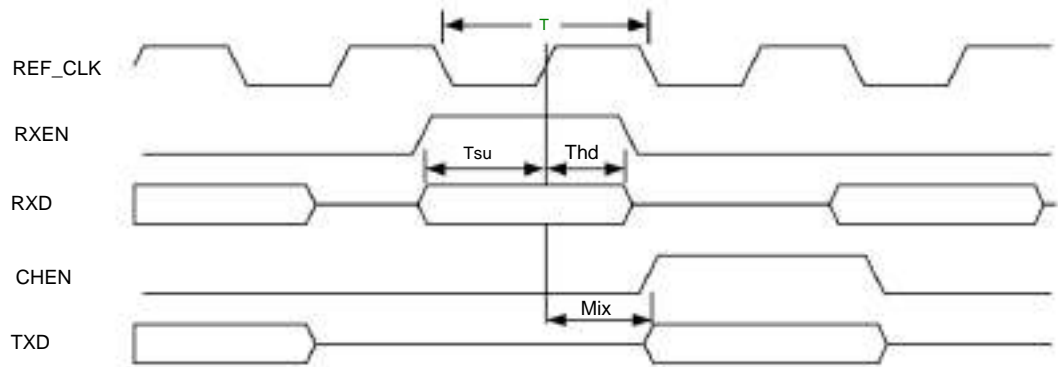 T
REF_CLK
RXEN
Tsu Thd
RXD
CHEN
Mix
TXD